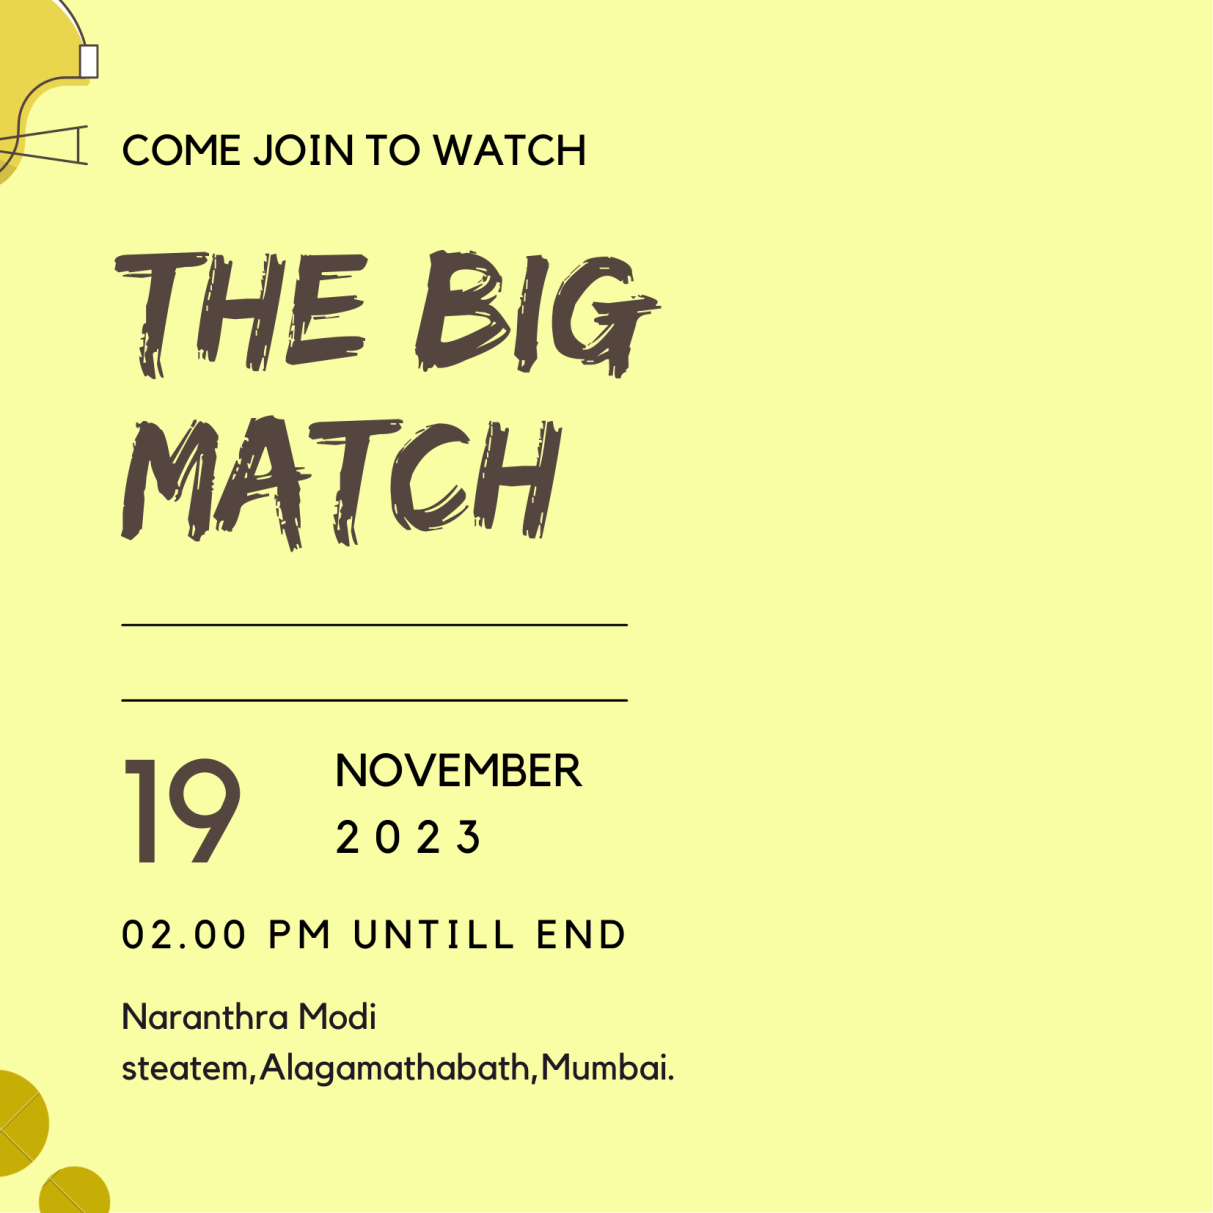 COME JOIN TO WATCH
THE BIG
MATCH
19
NOVEMBER
2023
02.00 PM UNTILL END
Naranthra Modi
steatem,Alagamathabath,Mumbai.